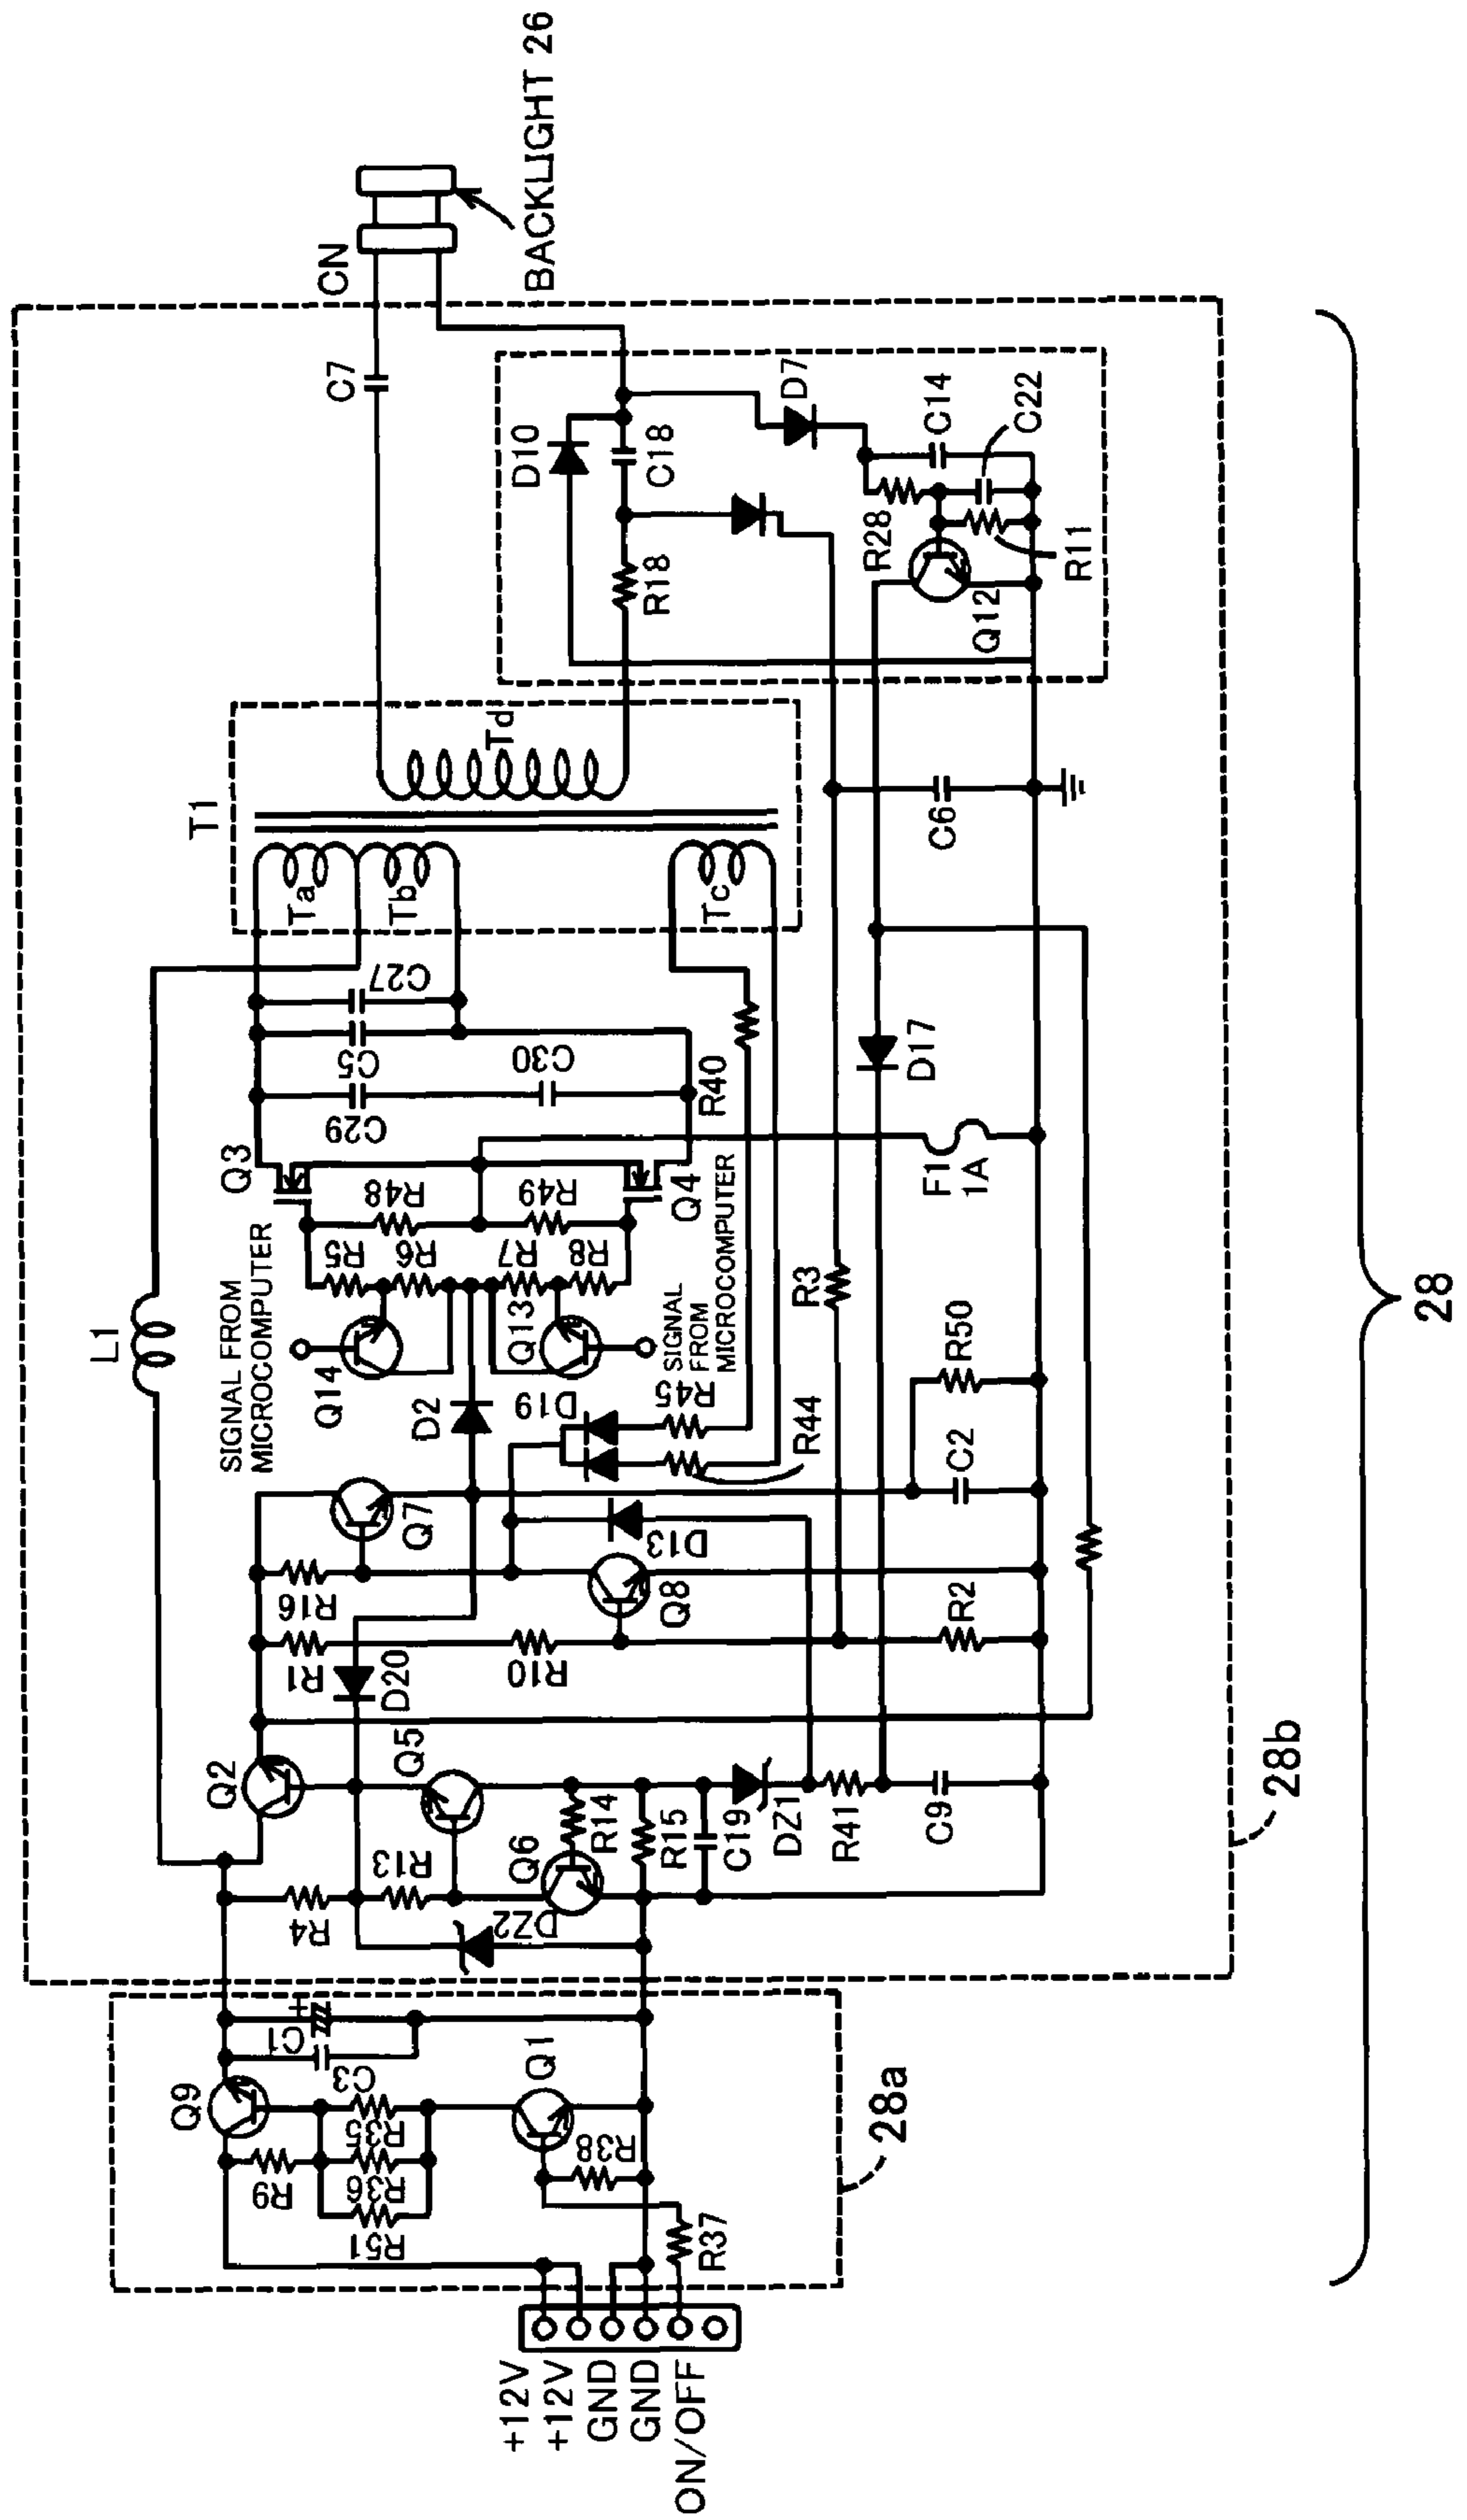 +12V
+12V
GND
GND
ON/OFF
R37
28a
Q9
R9
R51
R36
R35
R38
Q1
C3
C1
+
28b
28
L1
Q2
R4
R13
DZ2
Q6
Q5
R14
R15
C19
DZ1
R41
C9
D20
R1
R10
R16
Q7
Q8
R2
D13
C2
R50
D2
D19
R45
R44
SIGNAL FROM
MICROCOMPUTER
Q14
Q13
SIGNAL
FROM
MICROCOMPUTER
R5
R6
R7
R8
R48
R49
Q3
Q4
R3
F1
1A
C29
C30
R40
C5
C27
D17
T1
Ta
Tb
Tc
Td
C6
R18
C18
D10
D7
R28
Q12
R11
C14
C22
C7
CN
BACKLIGHT 26